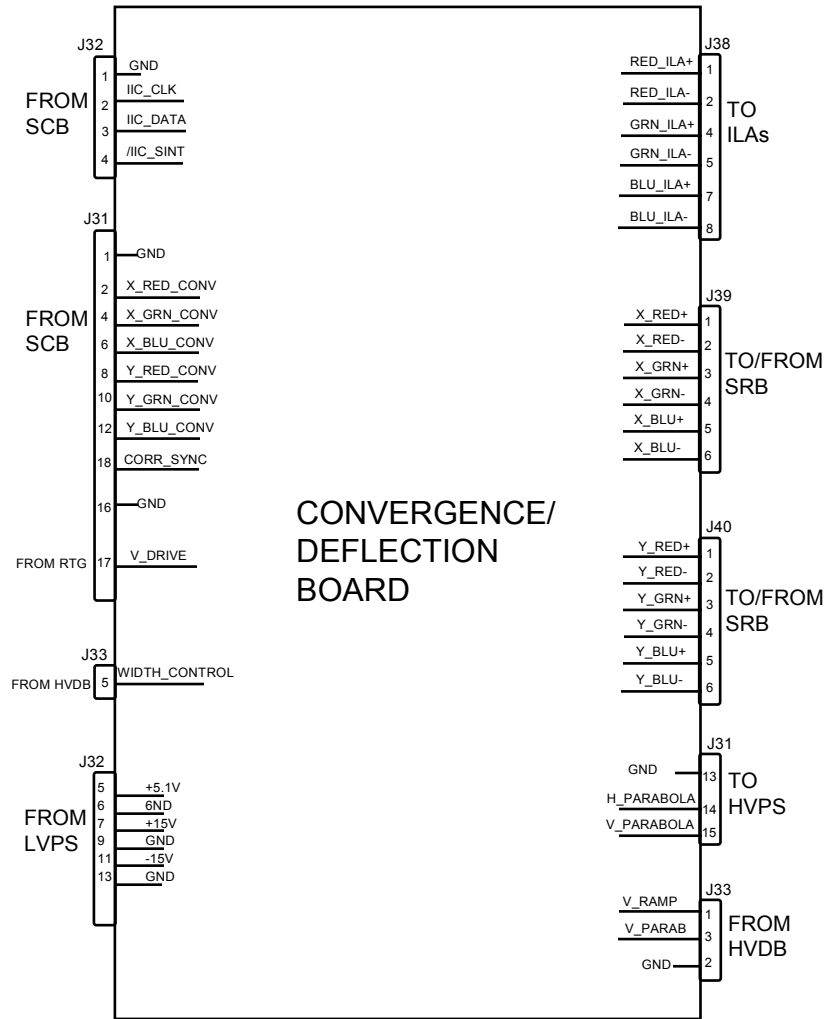 J32
FROM
SCB
1 GND
2 IIC_CLK
3 IIC_DATA
4 /IIC_SINT
J31
FROM
SCB
1 GND
2 X_RED_CONV
4 X_GRN_CONV
6 X_BLU_CONV
8 Y_RED_CONV
10 Y_GRN_CONV
12 Y_BLU_CONV
18 CORR_SYNC
16 GND
FROM RTG 17 V_DRIVE
J33
FROM HVDB 5 WIDTH_CONTROL
J32
FROM
LVPS
5 +5.1V
6 6ND
7 +15V
9 GND
11 -15V
13 GND
CONVERGENCE/
DEFLECTION
BOARD
J38
RED_ILA+ 1
RED_ILA- 2
GRN_ILA+ 4
GRN_ILA- 5
BLU_ILA+ 7
BLU_ILA- 8
TO
ILAs
J39
X_RED+ 1
X_RED- 2
X_GRN+ 3
X_GRN- 4
X_BLU+ 5
X_BLU- 6
TO/FROM
SRB
J40
Y_RED+ 1
Y_RED- 2
Y_GRN+ 3
Y_GRN- 4
Y_BLU+ 5
Y_BLU- 6
TO/FROM
SRB
J31
GND 13
H_PARABOLA 14
V_PARABOLA 15
TO
HVPS
J33
V_RAMP 1
V_PARAB 3
GND 2
FROM
HVDB